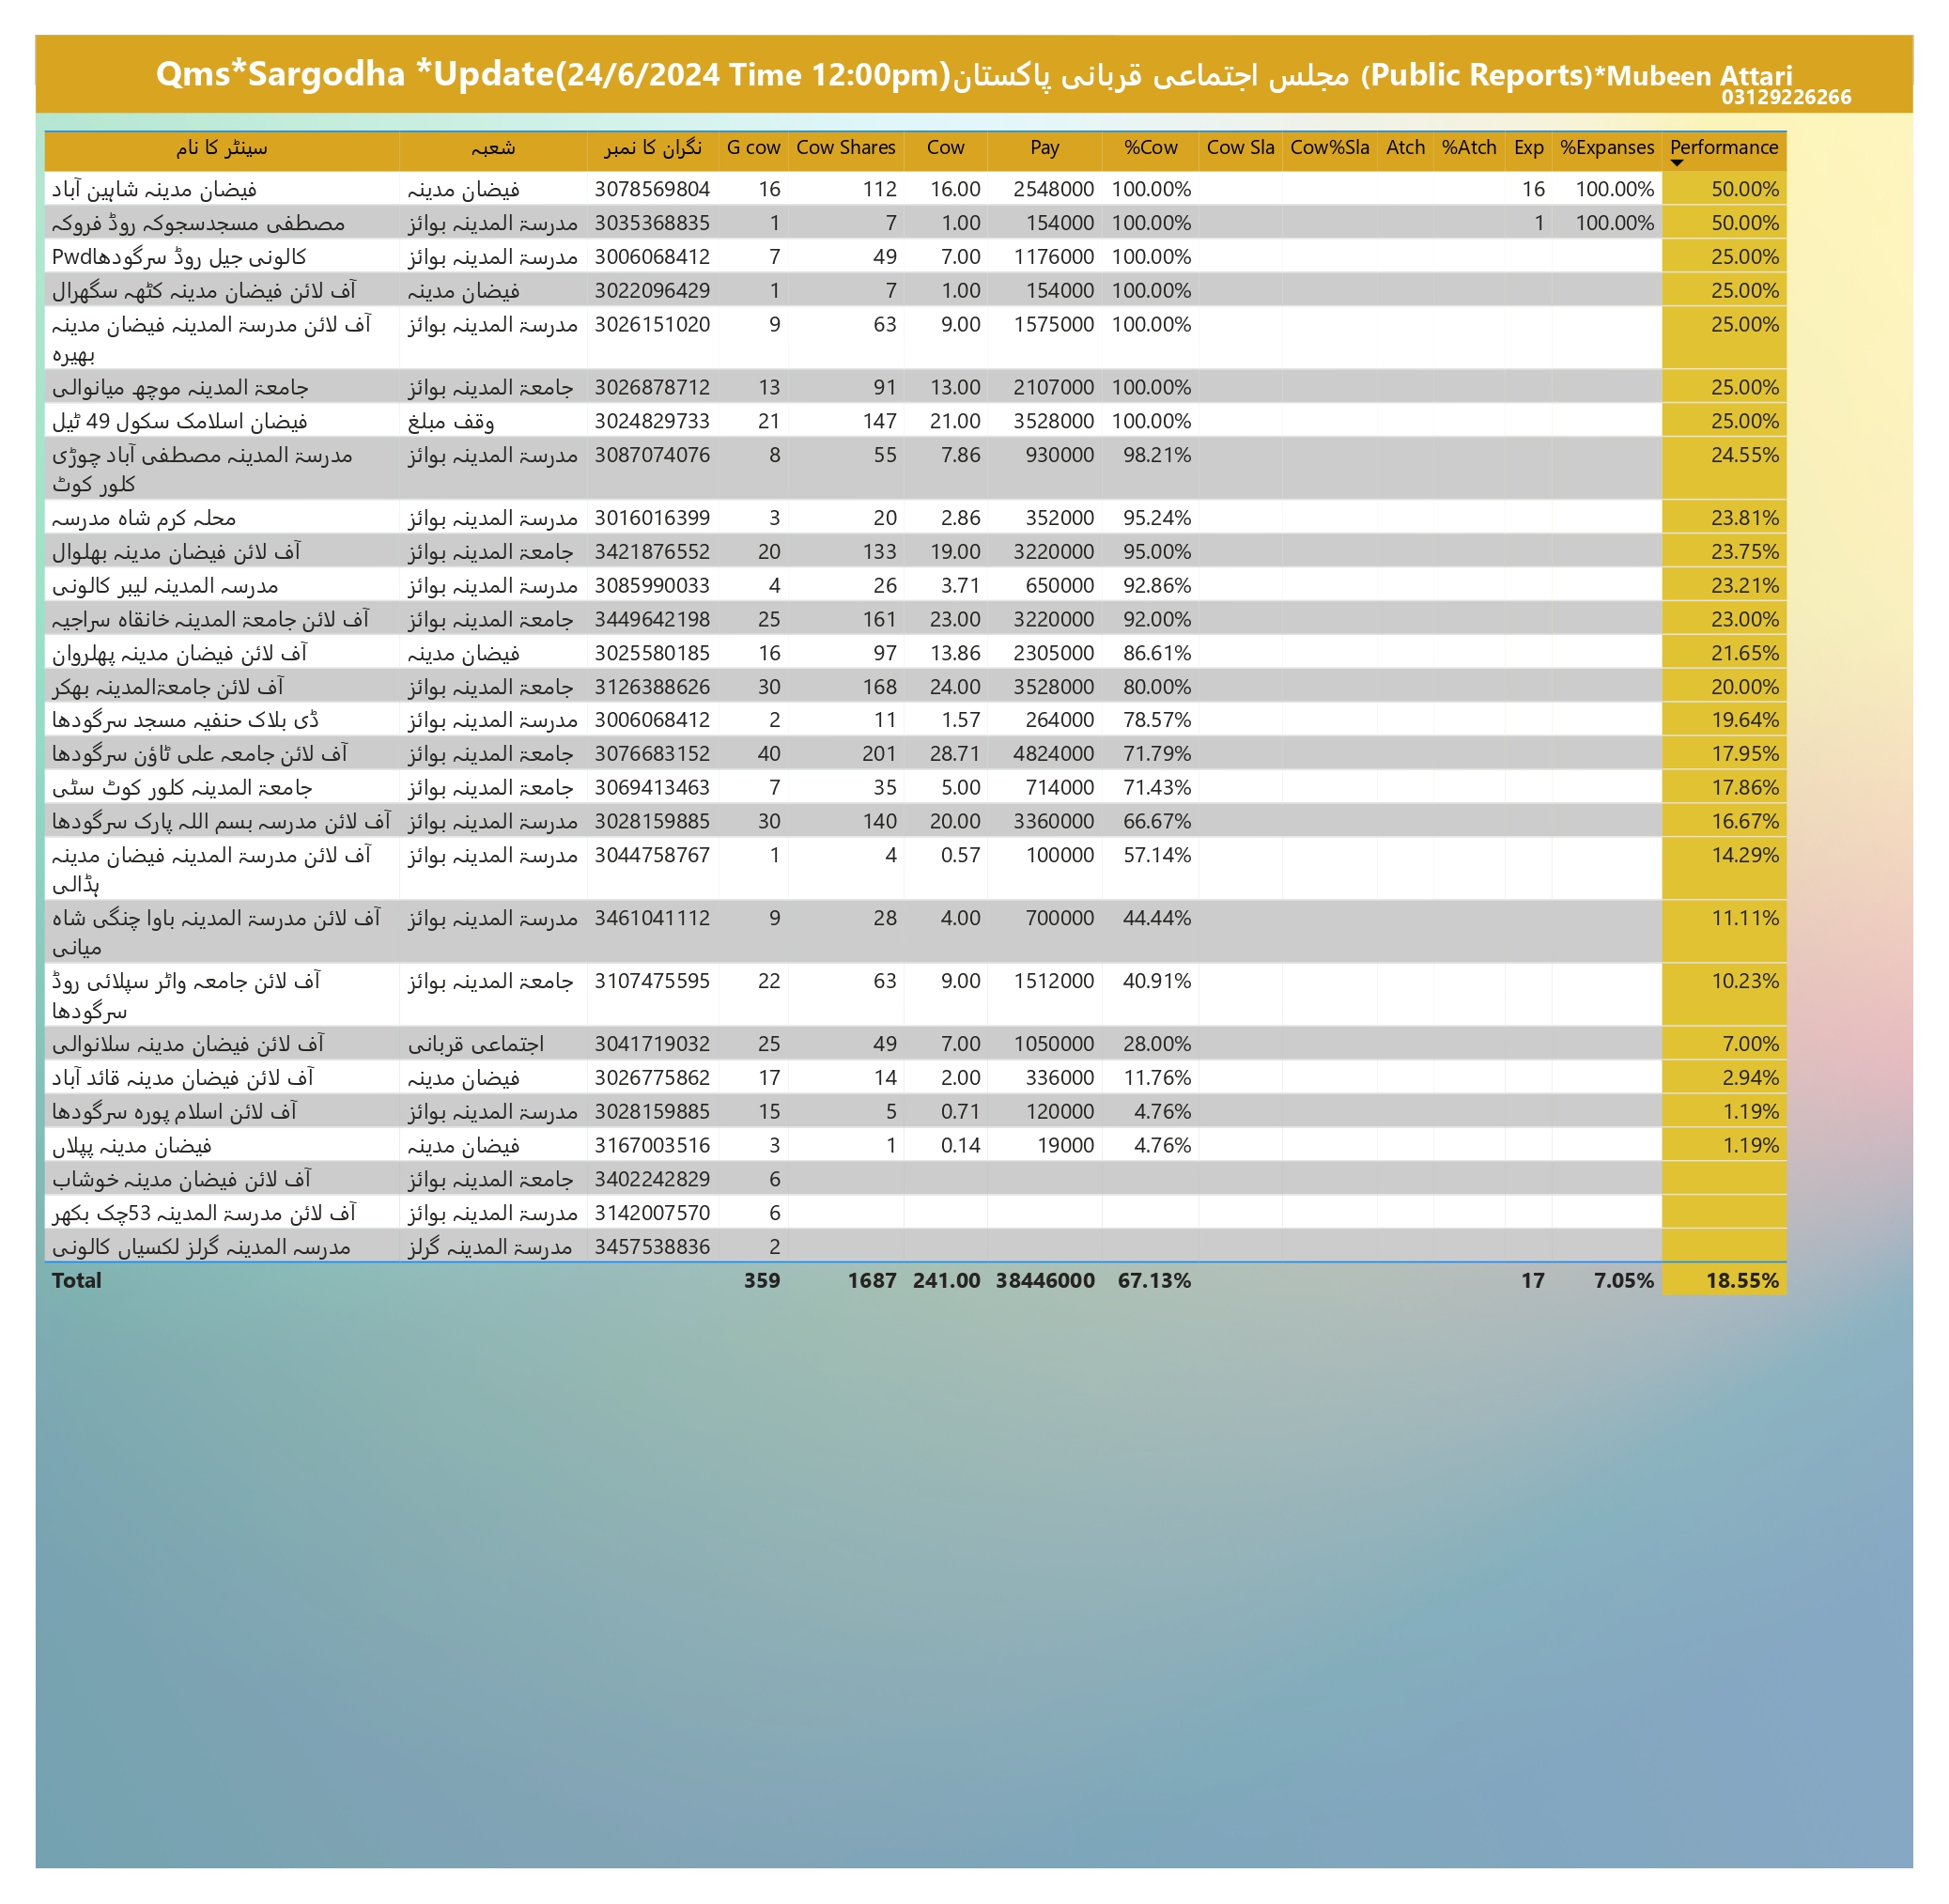 Qms*Sargodha *Update(24/6/2024 Time 12:00pm)مجلس اجتماعی قربانی پاکستان (Public Reports)*Mubeen Attari
03129226266
سینٹر کا نام شعبہ نگران کا نمبر G cow Cow Shares Cow Pay %Cow Cow Sla Cow%Sla Atch %Atch Exp %Expanses Performance
فیضان مدینہ شاہین آباد فیضان مدینہ 3078569804 16 112 16.00 2548000 100.00% 16 100.00% 50.00%
مصطفی مسجدسجوکہ روڈ فروکہ مدرسۃ المدینہ بوائز 3035368835 1 7 1.00 154000 100.00% 1 100.00% 50.00%
Pwdکالونی جیل روڈ سرگودھا مدرسۃ المدینہ بوائز 3006068412 7 49 7.00 1176000 100.00% 25.00%
آف لائن فیضان مدینہ کٹھہ سگھرال فیضان مدینہ 3022096429 1 7 1.00 154000 100.00% 25.00%
آف لائن مدرسۃ المدینہ فیضان مدینہ مدرسۃ المدینہ بوائز 3026151020 9 63 9.00 1575000 100.00% 25.00%
بھیرہ
جامعۃ المدینہ موچھ میانوالی جامعۃ المدینہ بوائز 3026878712 13 91 13.00 2107000 100.00% 25.00%
فیضان اسلامک سکول 49 ٹیل وقف مبلغ 3024829733 21 147 21.00 3528000 100.00% 25.00%
مدرسۃ المدینہ مصطفی آباد چوڑی مدرسۃ المدینہ بوائز 3087074076 8 55 7.86 930000 98.21% 24.55%
کلور کوٹ
محلہ کرم شاہ مدرسہ مدرسۃ المدینہ بوائز 3016016399 3 20 2.86 352000 95.24% 23.81%
آف لائن فیضان مدینہ بھلوال جامعۃ المدینہ بوائز 3421876552 20 133 19.00 3220000 95.00% 23.75%
مدرسہ المدینہ لیبر کالونی مدرسۃ المدینہ بوائز 3085990033 4 26 3.71 650000 92.86% 23.21%
آف لائن جامعۃ المدینہ خانقاہ سراجیہ جامعۃ المدینہ بوائز 3449642198 25 161 23.00 3220000 92.00% 23.00%
آف لائن فیضان مدینہ پھلروان فیضان مدینہ 3025580185 16 97 13.86 2305000 86.61% 21.65%
آف لائن جامعۃالمدینہ بھکر جامعۃ المدینہ بوائز 3126388626 30 168 24.00 3528000 80.00% 20.00%
ڈی بلاک حنفیہ مسجد سرگودھا مدرسۃ المدینہ بوائز 3006068412 2 11 1.57 264000 78.57% 19.64%
آف لائن جامعہ علی ٹاؤن سرگودھا جامعۃ المدینہ بوائز 3076683152 40 201 28.71 4824000 71.79% 17.95%
جامعۃ المدینہ کلور کوٹ سٹی جامعۃ المدینہ بوائز 3069413463 7 35 5.00 714000 71.43% 17.86%
آف لائن مدرسہ بسم اللہ پارک سرگودھا مدرسۃ المدینہ بوائز 3028159885 30 140 20.00 3360000 66.67% 16.67%
آف لائن مدرسۃ المدینہ فیضان مدینہ مدرسۃ المدینہ بوائز 3044758767 1 4 0.57 100000 57.14% 14.29%
ہڈالی
آف لائن مدرسۃ المدینہ باوا چنگی شاہ مدرسۃ المدینہ بوائز 3461041112 9 28 4.00 700000 44.44% 11.11%
میانی
آف لائن جامعہ واٹر سپلائی روڈ جامعۃ المدینہ بوائز 3107475595 22 63 9.00 1512000 40.91% 10.23%
سرگودھا
آف لائن فیضان مدینہ سلانوالی اجتماعی قربانی 3041719032 25 49 7.00 1050000 28.00% 7.00%
آف لائن فیضان مدینہ قائد آباد فیضان مدینہ 3026775862 17 14 2.00 336000 11.76% 2.94%
آف لائن اسلام پورہ سرگودھا مدرسۃ المدینہ بوائز 3028159885 15 5 0.71 120000 4.76% 1.19%
فیضان مدینہ پپلاں فیضان مدینہ 3167003516 3 1 0.14 19000 4.76% 1.19%
آف لائن فیضان مدینہ خوشاب جامعۃ المدینہ بوائز 3402242829 6
آف لائن مدرسۃ المدینہ 53چک بکھر مدرسۃ المدینہ بوائز 3142007570 6
مدرسہ المدینہ گرلز لکسیاں کالونی مدرسۃ المدینہ گرلز 3457538836 2
Total 359 1687 241.00 38446000 67.13% 17 7.05% 18.55%